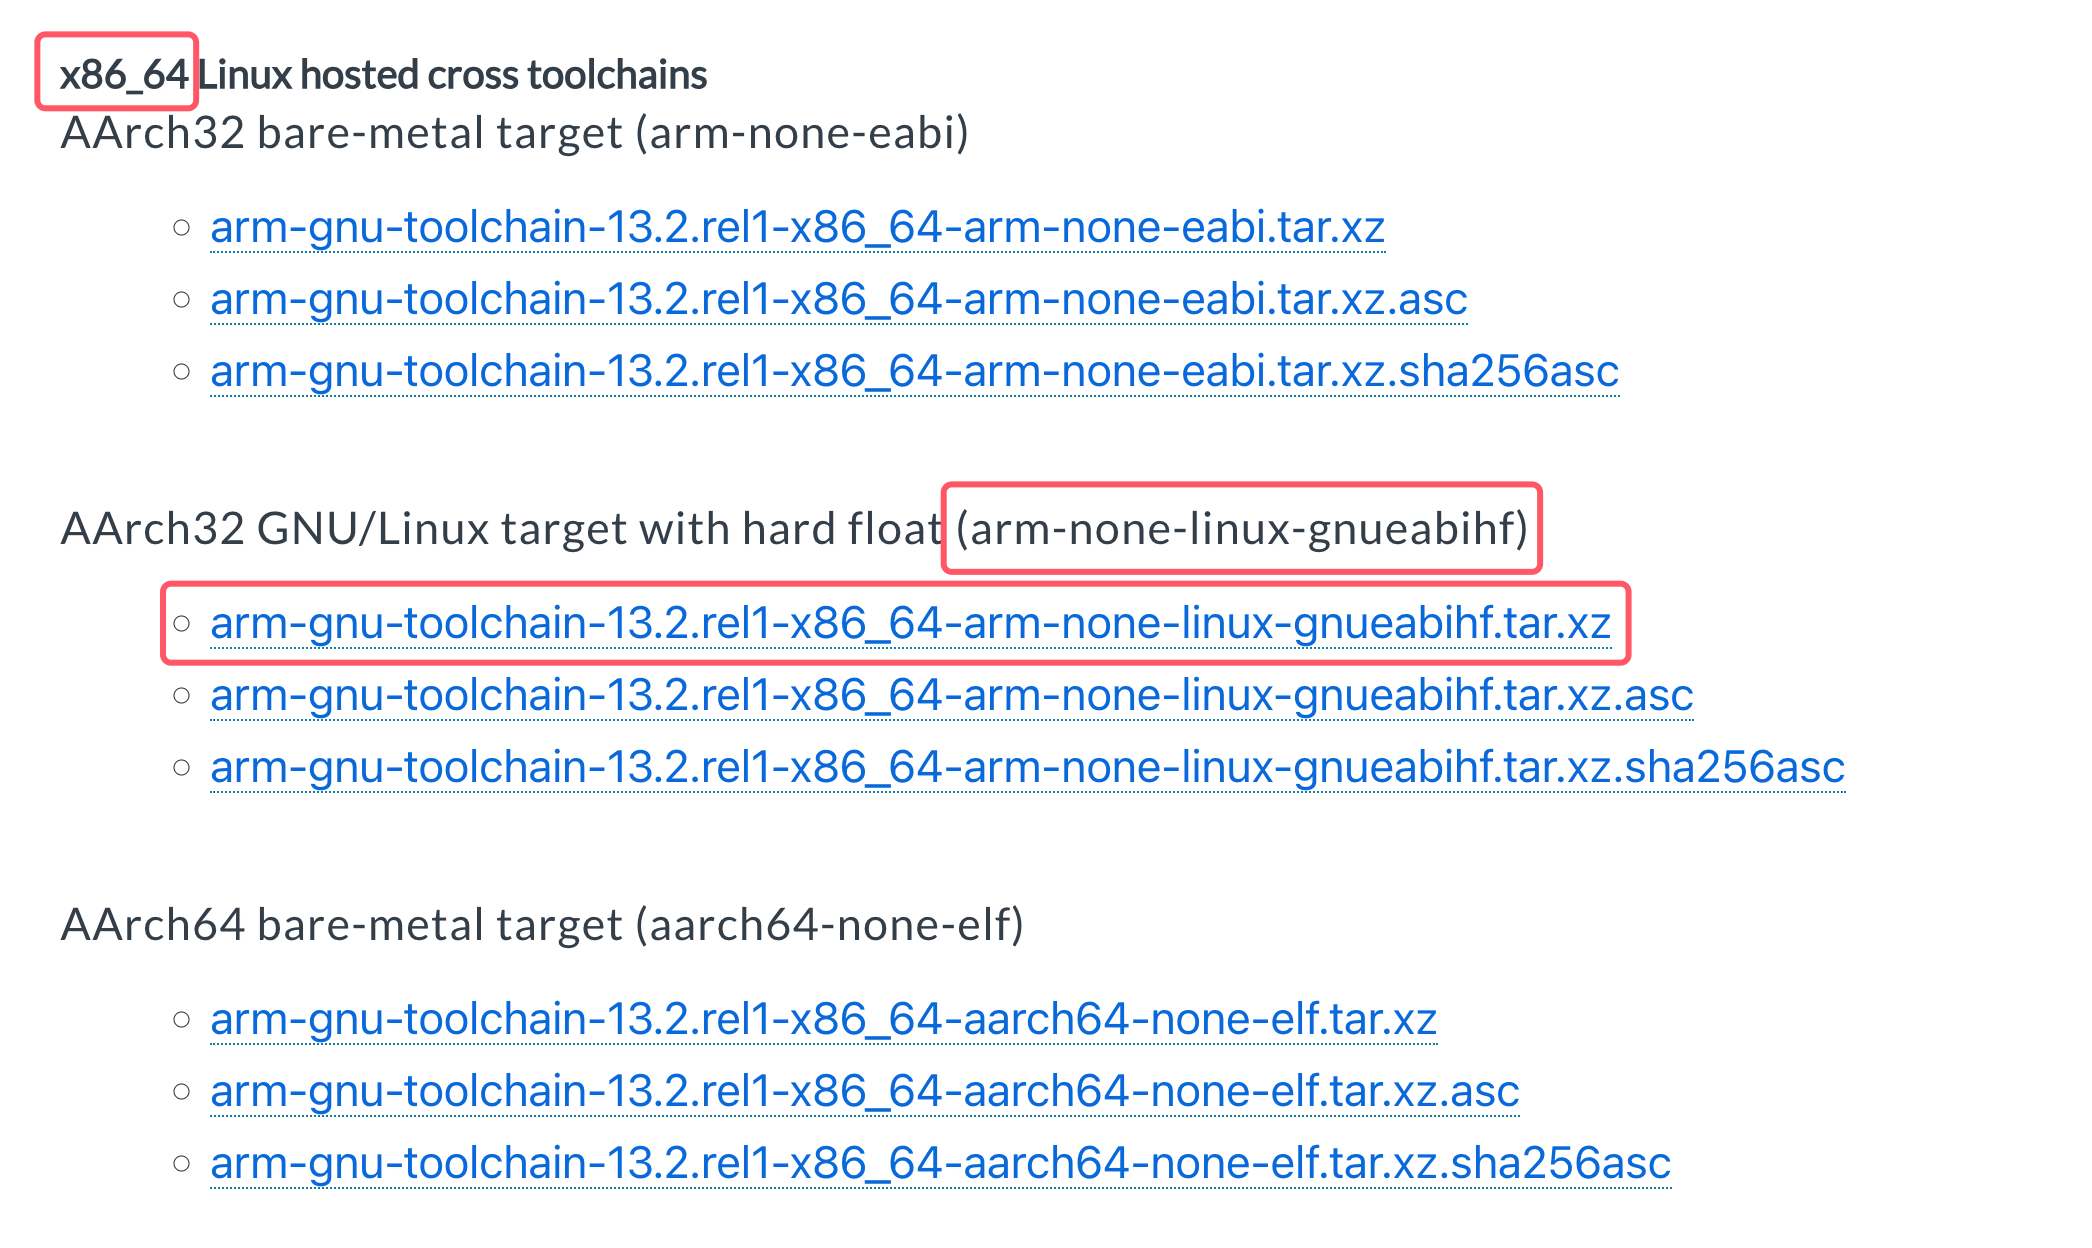 x86_64 Linux hosted cross toolchains
AArch32 bare-metal target (arm-none-eabi)
arm-gnu-toolchain-13.2.rel1-x86_64-arm-none-eabi.tar.xz
arm-gnu-toolchain-13.2.rel1-x86_64-arm-none-eabi.tar.xz.asc
arm-gnu-toolchain-13.2.rel1-x86_64-arm-none-eabi.tar.xz.sha256asc
AArch32 GNU/Linux target with hard float (arm-none-linux-gnueabihf)
arm-gnu-toolchain-13.2.rel1-x86_64-arm-none-linux-gnueabihf.tar.xz
arm-gnu-toolchain-13.2.rel1-x86_64-arm-none-linux-gnueabihf.tar.xz.asc
arm-gnu-toolchain-13.2.rel1-x86_64-arm-none-linux-gnueabihf.tar.xz.sha256asc
AArch64 bare-metal target (aarch64-none-elf)
arm-gnu-toolchain-13.2.rel1-x86_64-aarch64-none-elf.tar.xz
arm-gnu-toolchain-13.2.rel1-x86_64-aarch64-none-elf.tar.xz.asc
arm-gnu-toolchain-13.2.rel1-x86_64-aarch64-none-elf.tar.xz.sha256asc